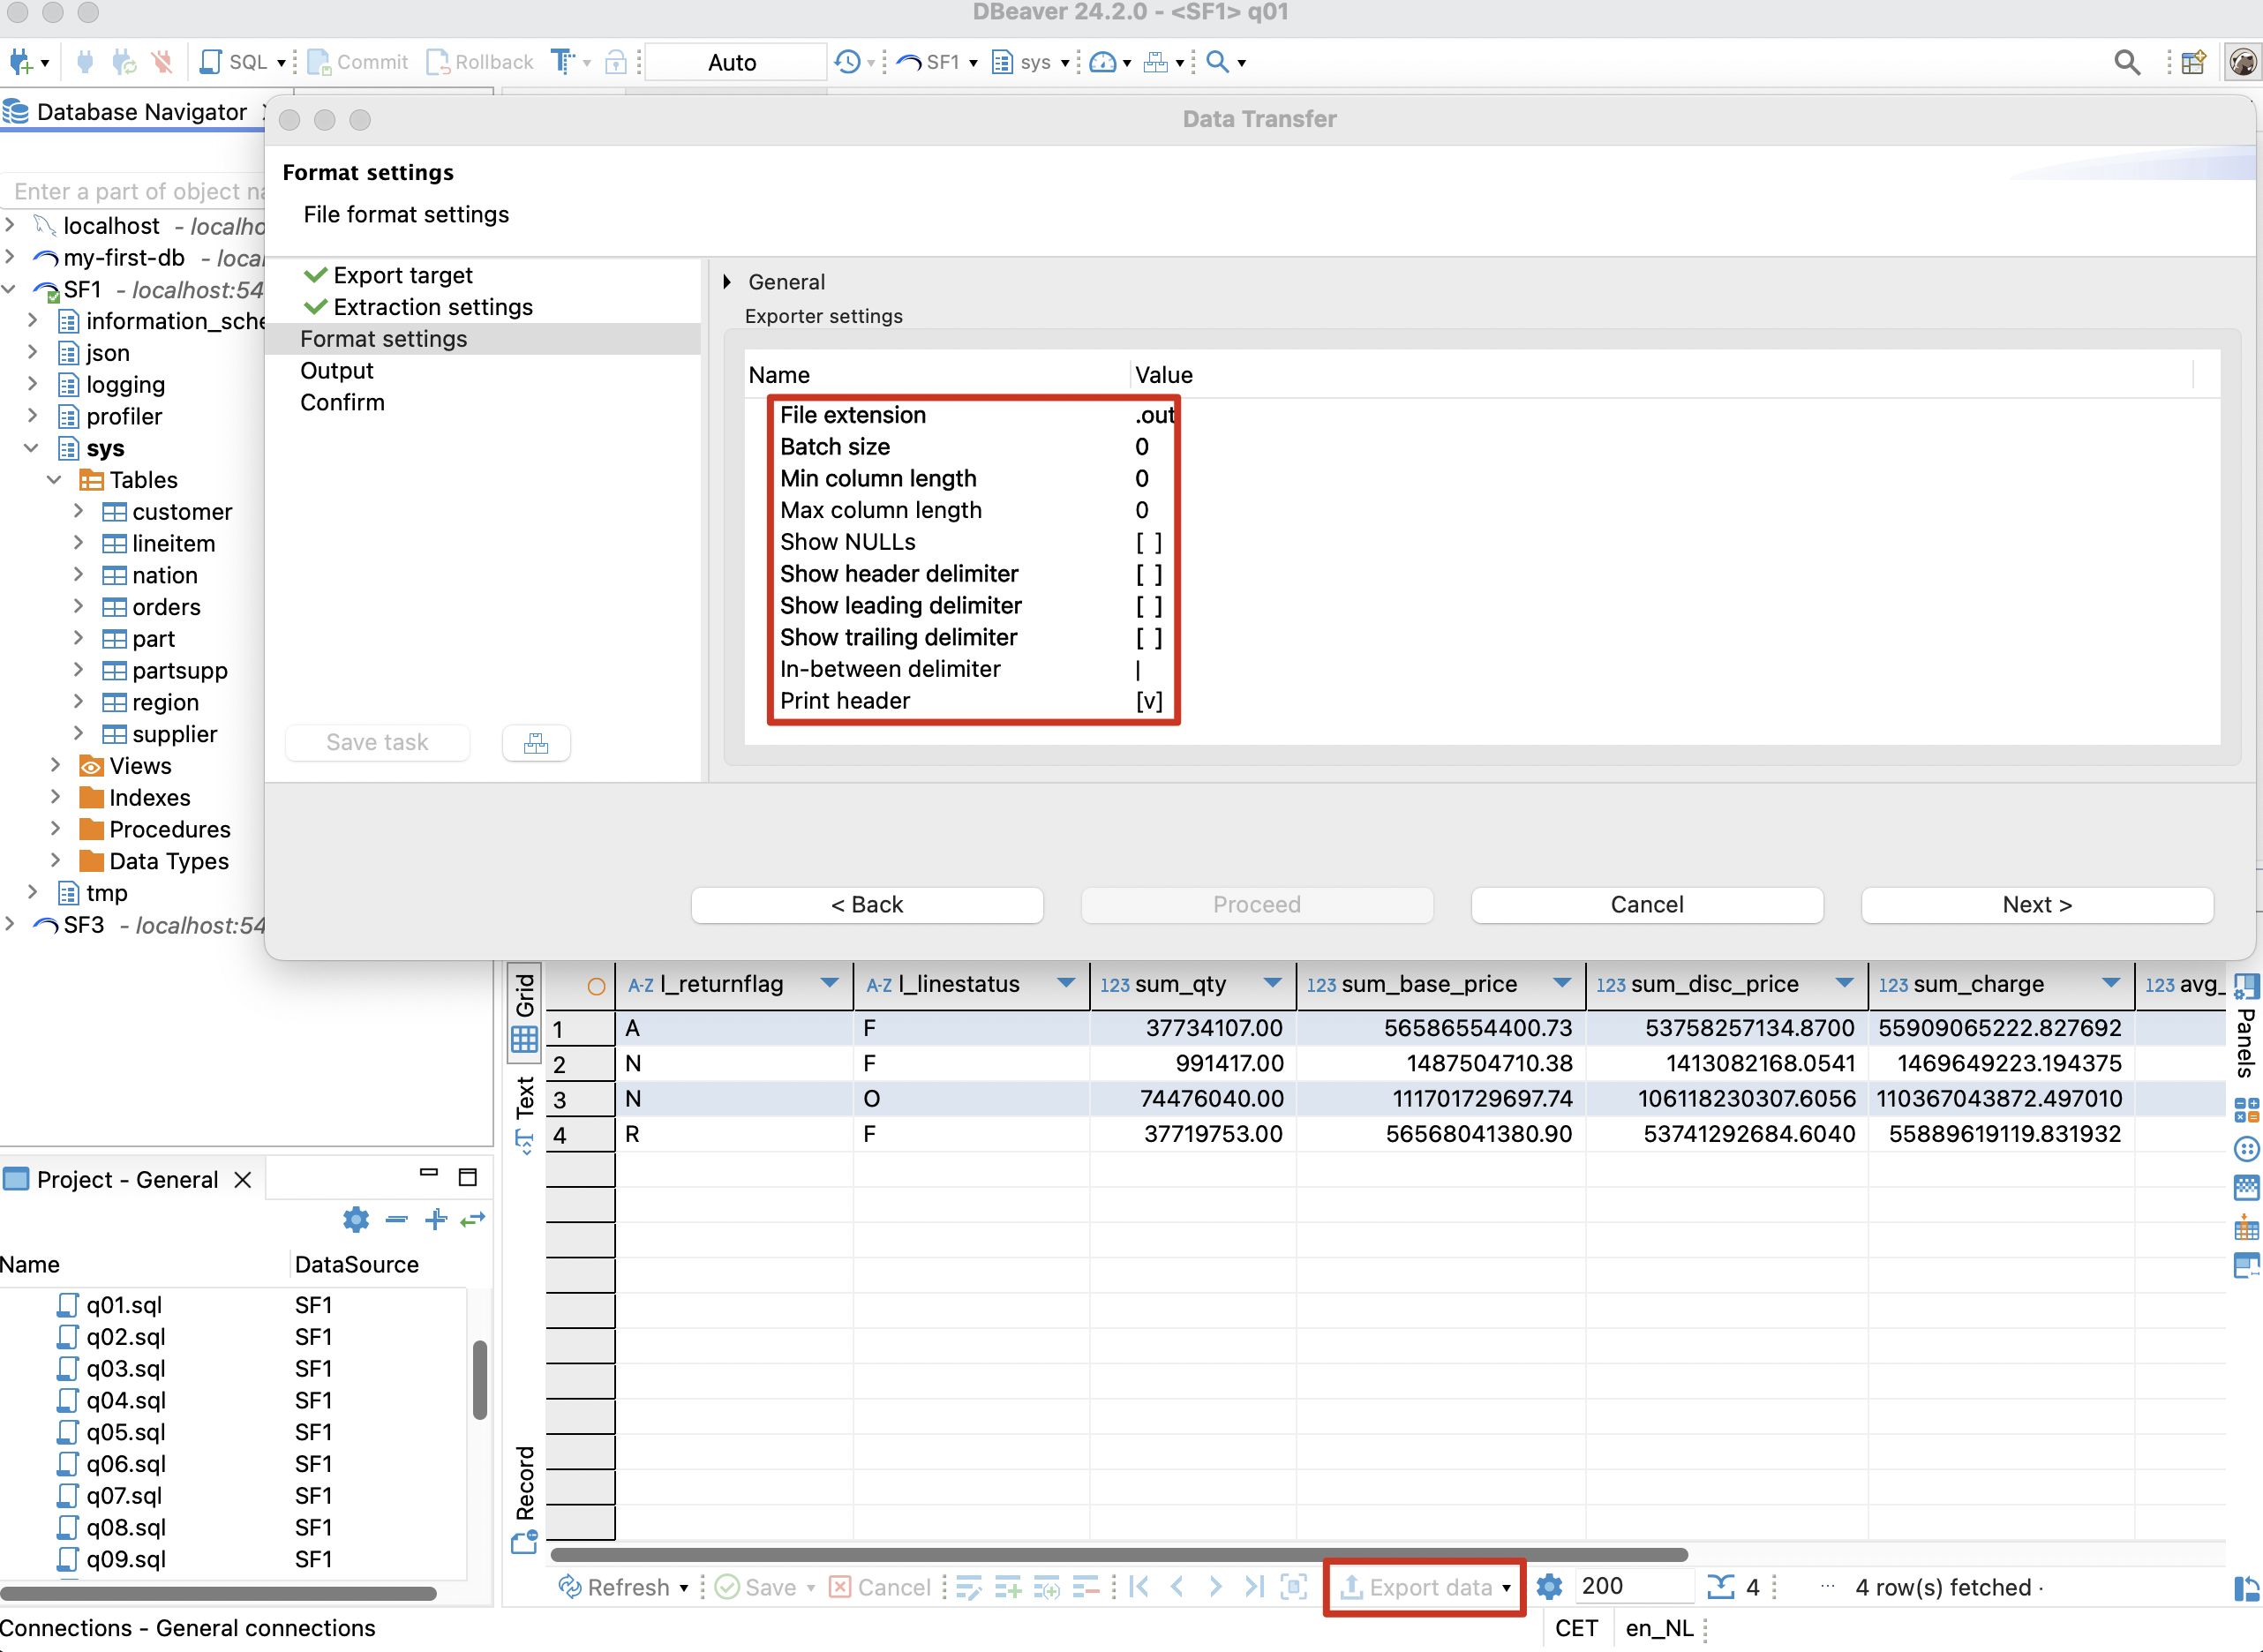 DBeaver 24.2.0 - <SF1> q01
SQL Commit Rollback Auto SF1 sys
Database Navigator
Data Transfer
Format settings
File format settings
Enter a part of object na
localhost - localho
my-first-db - local
SF1 - localhost:54
information_sche
json
logging
profiler
sys
Tables
customer
lineitem
nation
orders
part
partsupp
region
supplier
Views
Indexes
Procedures
Data Types
tmp
SF3 - localhost:54
Export target
Extraction settings
Format settings
Output
Confirm
Save task
General
Exporter settings
Name Value
File extension .out
Batch size 0
Min column length 0
Max column length 0
Show NULLs [ ]
Show header delimiter [ ]
Show leading delimiter [ ]
Show trailing delimiter [ ]
In-between delimiter |
Print header [v]
< Back Proceed Cancel Next >
Grid
Text
Record
A-Z l_returnflag A-Z l_linestatus 123 sum_qty 123 sum_base_price 123 sum_disc_price 123 sum_charge 123 avg_
1 A F 37734107.00 56586554400.73 53758257134.8700 55909065222.827692
2 N F 991417.00 1487504710.38 1413082168.0541 1469649223.194375
3 N O 74476040.00 111701729697.74 106118230307.6056 110367043872.497010
4 R F 37719753.00 56568041380.90 53741292684.6040 55889619119.831932
Panels
Project - General
Name DataSource
q01.sql SF1
q02.sql SF1
q03.sql SF1
q04.sql SF1
q05.sql SF1
q06.sql SF1
q07.sql SF1
q08.sql SF1
q09.sql SF1
Refresh Save Cancel Export data 200 4 ... 4 row(s) fetched ·
Connections - General connections
CET en_NL